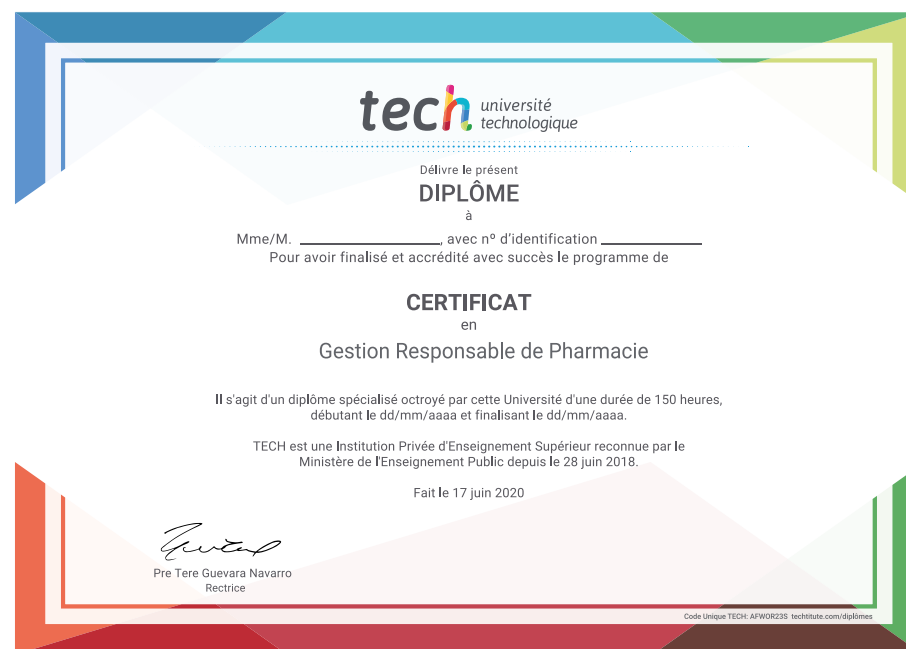 tech université
technologique
Délivre le présent
DIPLÔME
à
Mme/M. ____________________, avec nº d'identification ______________
Pour avoir finalisé et accrédité avec succès le programme de
CERTIFICAT
en
Gestion Responsable de Pharmacie
Il s'agit d'un diplôme spécialisé octroyé par cette Université d'une durée de 150 heures,
débutant le dd/mm/aaaa et finalisant le dd/mm/aaaa.
TECH est une Institution Privée d'Enseignement Supérieur reconnue par le
Ministère de l'Enseignement Public depuis le 28 juin 2018.
Fait le 17 juin 2020
Pre Tere Guevara Navarro
Rectrice
Code Unique TECH: AFWOR23S techtitute.com/diplômes